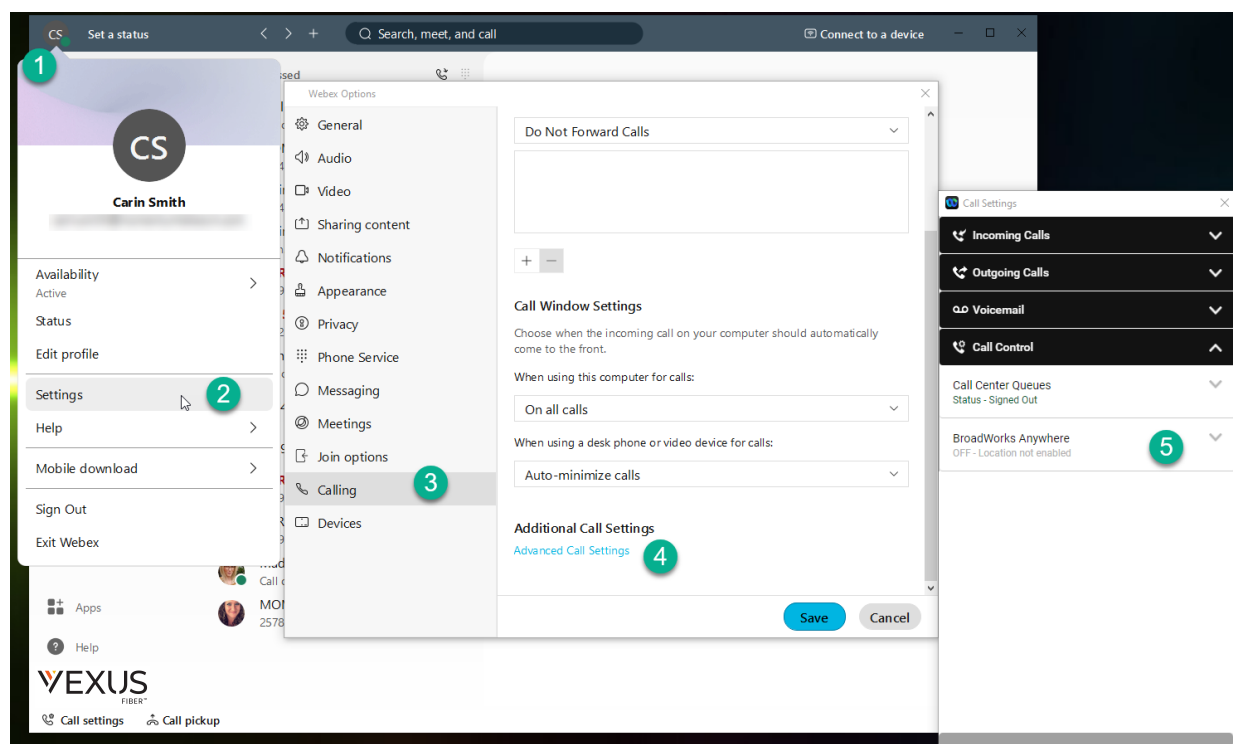 CS
Set a status
Search, meet, and call
Connect to a device
1
ssed
CS
Carin Smith
Availability
Active
Status
Edit profile
Settings
2
Help
Mobile download
Sign Out
Exit Webex
Call
MO
2578
Apps
Help
VEXUS
FIBER
Call settings
Call pickup
Webex Options
General
Audio
Video
Sharing content
Notifications
Appearance
Privacy
Phone Service
Messaging
Meetings
Join options
Calling
3
Devices
Do Not Forward Calls
Call Window Settings
Choose when the incoming call on your computer should automatically
come to the front.
When using this computer for calls:
On all calls
When using a desk phone or video device for calls:
Auto-minimize calls
Additional Call Settings
Advanced Call Settings
4
Save
Cancel
Call Settings
Incoming Calls
Outgoing Calls
Voicemail
Call Control
Call Center Queues
Status - Signed Out
BroadWorks Anywhere
OFF - Location not enabled
5